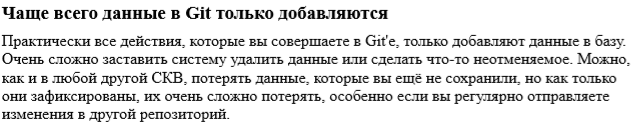 Чаще всего данные в Git только добавляются
Практически все действия, которые вы совершаете в Git'е, только добавляют данные в базу.
Очень сложно заставить систему удалить данные или сделать что-то неотменяемое. Можно,
как и в любой другой СКВ, потерять данные, которые вы ещё не сохранили, но как только
они зафиксированы, их очень сложно потерять, особенно если вы регулярно отправляете
изменения в другой репозиторий.